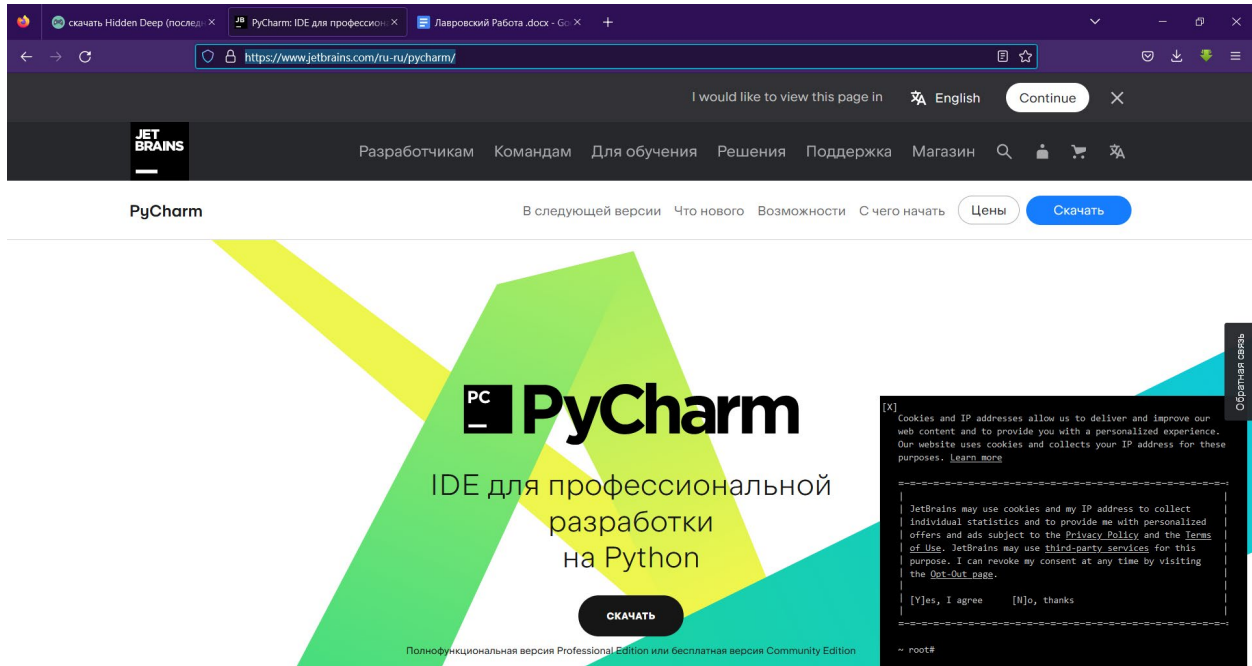 скачать Hidden Deep (послед
PyCharm: IDE для профессион
Лавровский Работа .docx - Go
https://www.jetbrains.com/ru-ru/pycharm/
I would like to view this page in
English
Continue
JET
BRAINS
Разработчикам Командам Для обучения Решения Поддержка Магазин
PyCharm
В следующей версии Что нового Возможности С чего начать Цены Скачать
Обратная связь
PC
PyCharm
IDE для профессиональной
разработки
на Python
СКАЧАТЬ
Полнофункциональная версия Professional Edition или бесплатная версия Community Edition
[X]
Cookies and IP addresses allow us to deliver and improve our
web content and to provide you with a personalized experience.
Our website uses cookies and collects your IP address for these
purposes. Learn more
JetBrains may use cookies and my IP address to collect
individual statistics and to provide me with personalized
offers and ads subject to the Privacy Policy and the Terms
of Use. JetBrains may use third-party services for this
purpose. I can revoke my consent at any time by visiting
the Opt-Out page.
[Y]es, I agree [N]o, thanks
~ root#